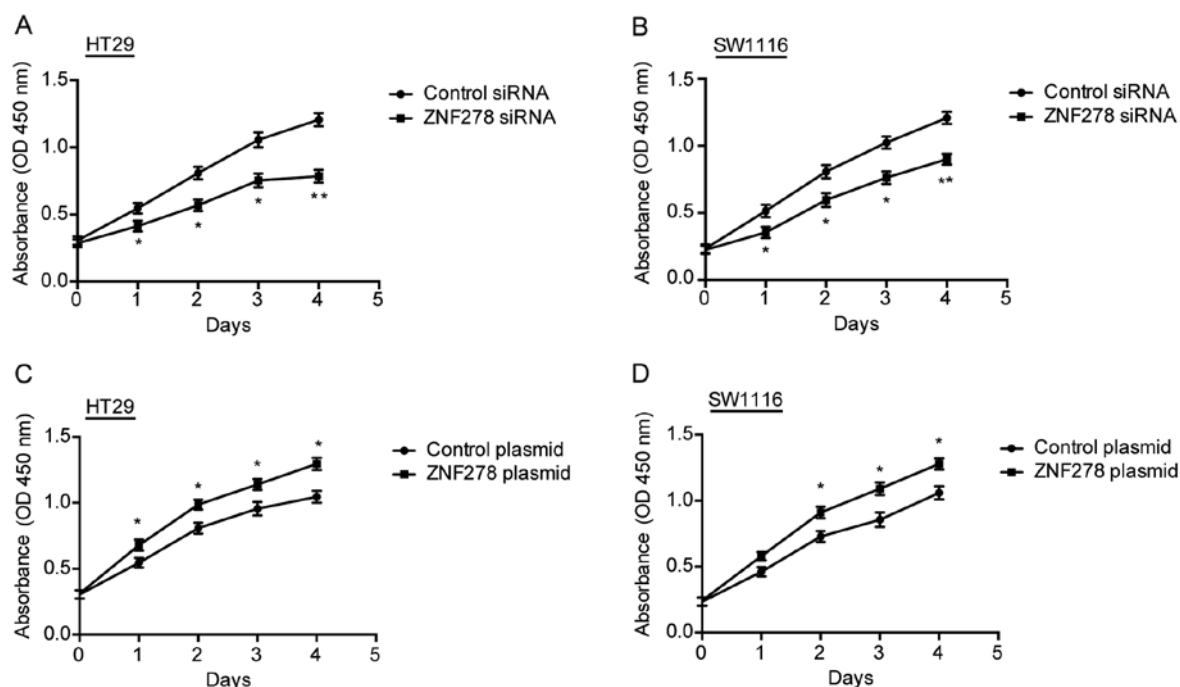 A
HT29
Absorbance (OD 450 nm)
1.5
1.0
0.5
0.0
0 1 2 3 4 5
Days
Control siRNA
ZNF278 siRNA
* * * **
B
SW1116
Absorbance (OD 450 nm)
1.5
1.0
0.5
0.0
0 1 2 3 4 5
Days
Control siRNA
ZNF278 siRNA
* * * **
C
HT29
Absorbance (OD 450 nm)
1.5
1.0
0.5
0.0
0 1 2 3 4 5
Days
Control plasmid
ZNF278 plasmid
* * * *
D
SW1116
Absorbance (OD 450 nm)
1.5
1.0
0.5
0.0
0 1 2 3 4 5
Days
Control plasmid
ZNF278 plasmid
* * *